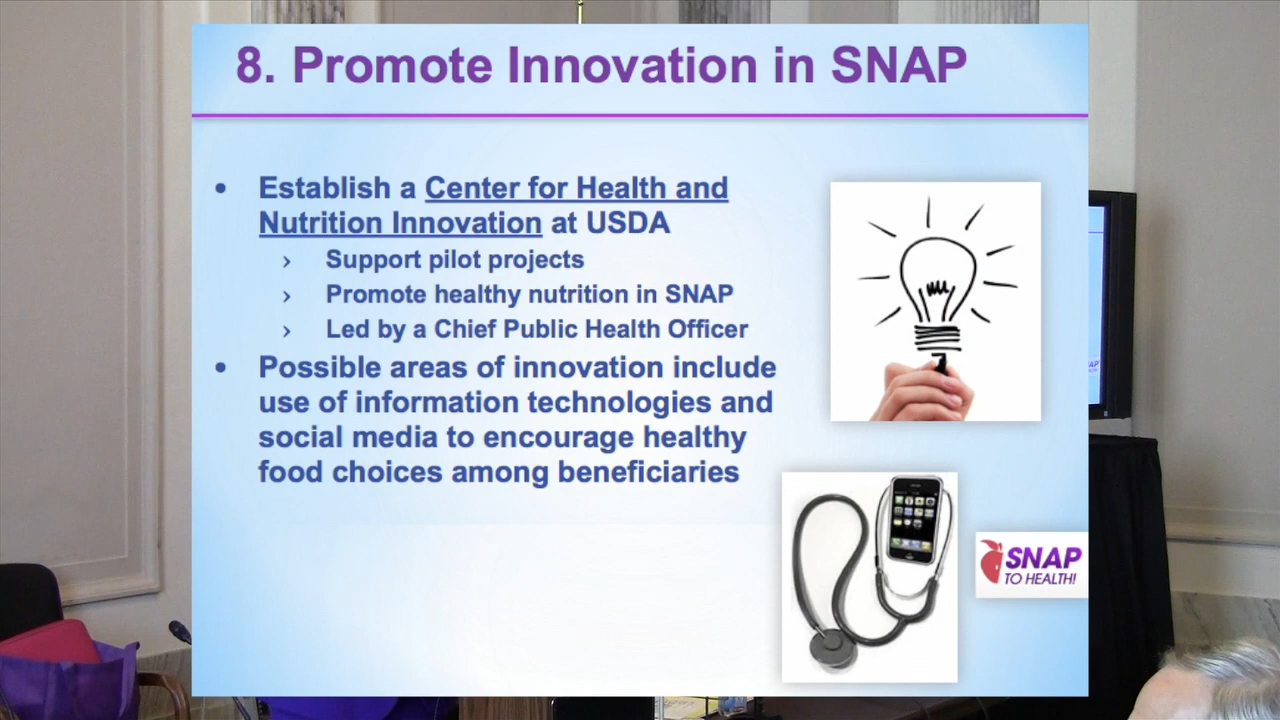 8. Promote Innovation in SNAP
• Establish a Center for Health and
Nutrition Innovation at USDA
› Support pilot projects
› Promote healthy nutrition in SNAP
› Led by a Chief Public Health Officer
• Possible areas of innovation include
use of information technologies and
social media to encourage healthy
food choices among beneficiaries
SNAP
TO HEALTH!